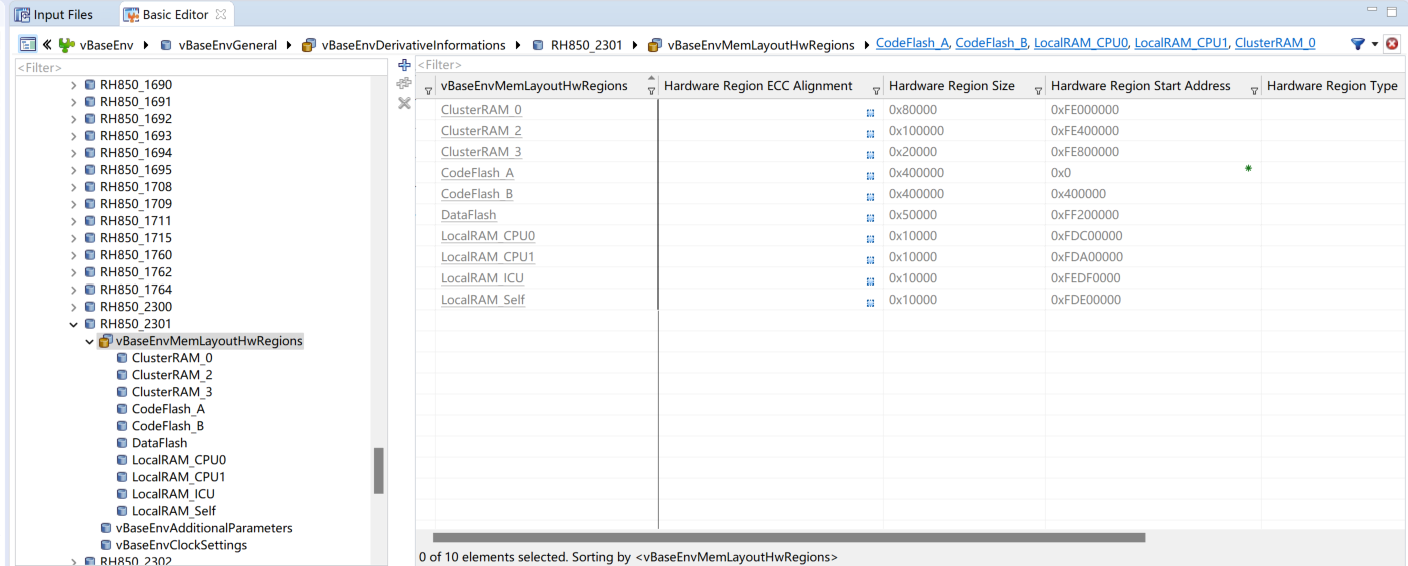 Input Files
Basic Editor
vBaseEnv vBaseEnvGeneral vBaseEnvDerivativeInformations RH850_2301 vBaseEnvMemLayoutHwRegions CodeFlash_A, CodeFlash_B, LocalRAM_CPU0, LocalRAM_CPU1, ClusterRAM_0
<Filter>
RH850_1690
RH850_1691
RH850_1692
RH850_1693
RH850_1694
RH850_1695
RH850_1708
RH850_1709
RH850_1711
RH850_1715
RH850_1760
RH850_1762
RH850_1764
RH850_2300
RH850_2301
vBaseEnvMemLayoutHwRegions
ClusterRAM_0
ClusterRAM_2
ClusterRAM_3
CodeFlash_A
CodeFlash_B
DataFlash
LocalRAM_CPU0
LocalRAM_CPU1
LocalRAM_ICU
LocalRAM_Self
vBaseEnvAdditionalParameters
vBaseEnvClockSettings
RH850_2302
<Filter>
vBaseEnvMemLayoutHwRegions Hardware Region ECC Alignment Hardware Region Size Hardware Region Start Address Hardware Region Type
ClusterRAM_0 0x80000 0xFE000000
ClusterRAM_2 0x100000 0xFE400000
ClusterRAM_3 0x20000 0xFE800000
CodeFlash_A 0x400000 0x0
CodeFlash_B 0x400000 0x400000
DataFlash 0x50000 0xFF200000
LocalRAM_CPU0 0x10000 0xFDC00000
LocalRAM_CPU1 0x10000 0xFDA00000
LocalRAM_ICU 0x10000 0xFEDF0000
LocalRAM_Self 0x10000 0xFDE00000
0 of 10 elements selected. Sorting by <vBaseEnvMemLayoutHwRegions>